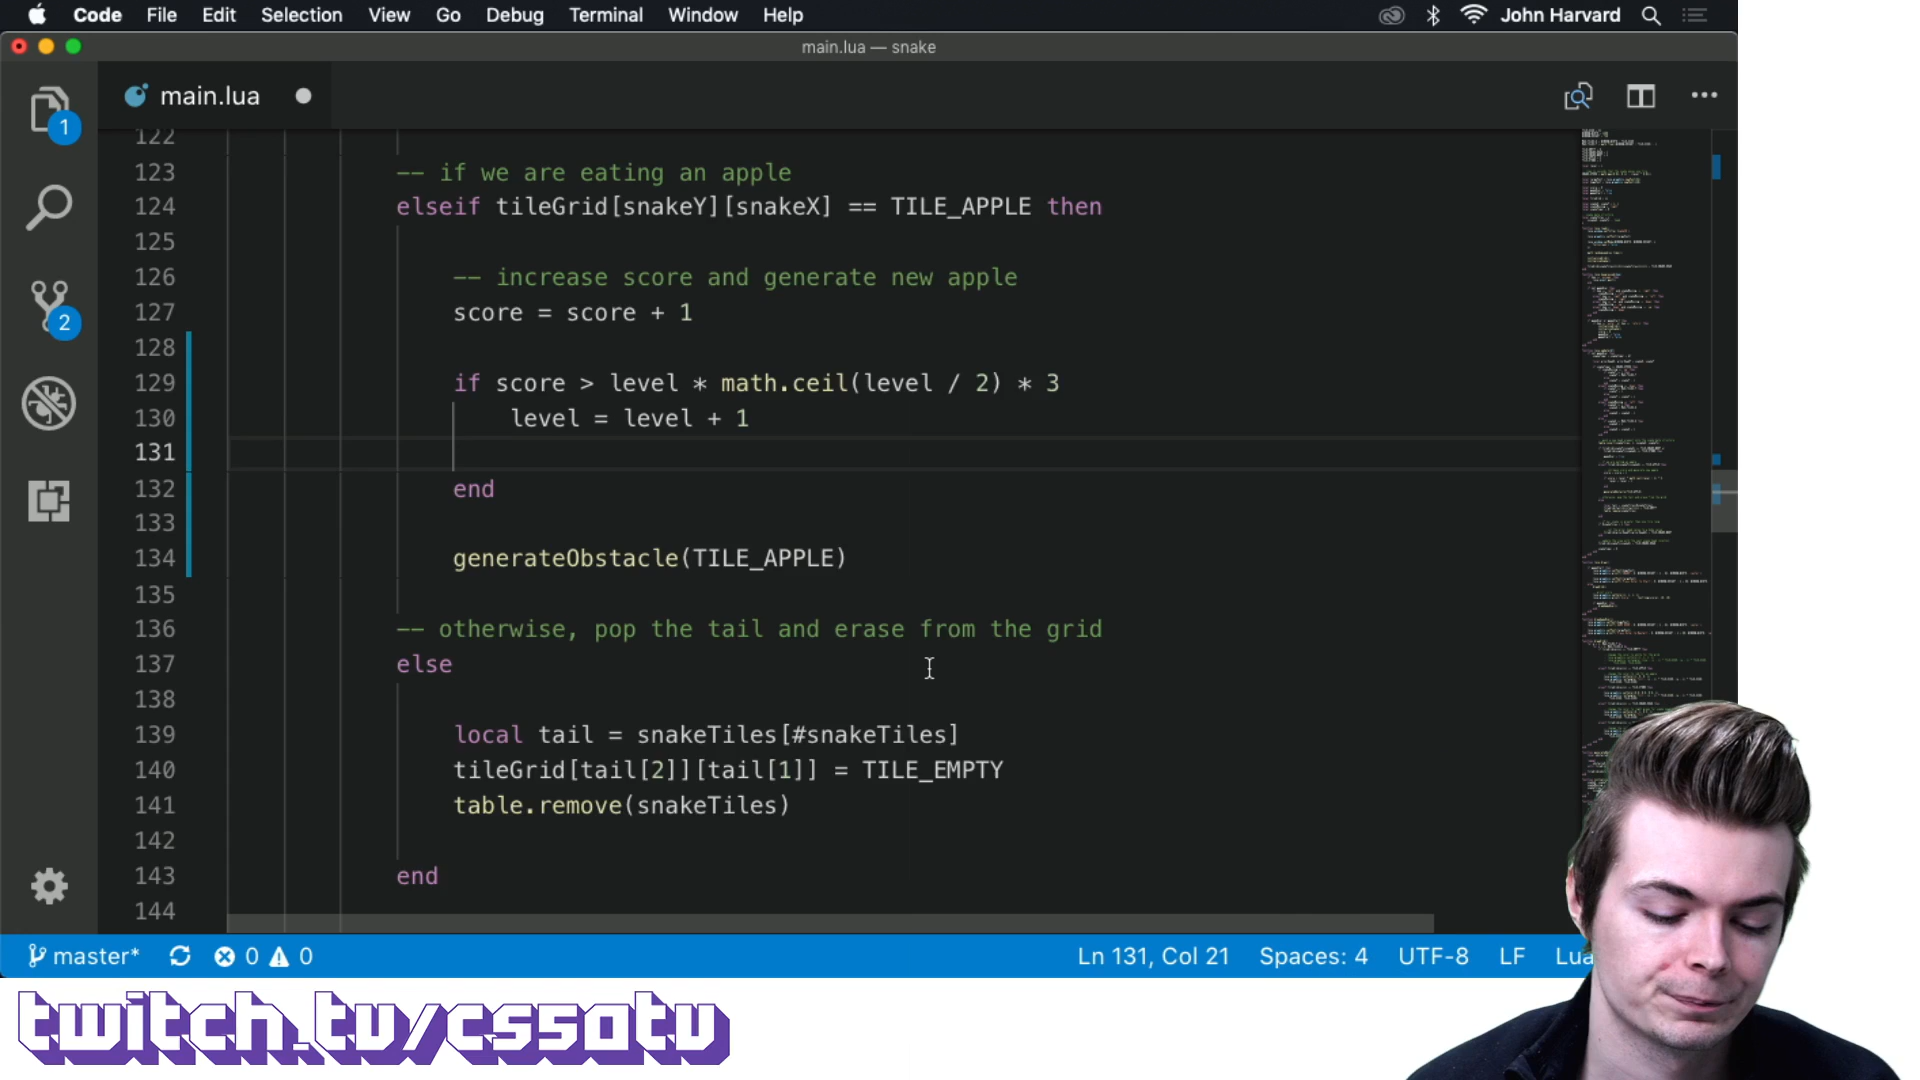 Code File Edit Selection View Go Debug Terminal Window Help John Harvard
main.lua — snake
main.lua
1
2
122
123 -- if we are eating an apple
124 elseif tileGrid[snakeY][snakeX] == TILE_APPLE then
125
126 -- increase score and generate new apple
127 score = score + 1
128
129 if score > level * math.ceil(level / 2) * 3
130 level = level + 1
131
132 end
133
134 generateObstacle(TILE_APPLE)
135
136 -- otherwise, pop the tail and erase from the grid
137 else
138
139 local tail = snakeTiles[#snakeTiles]
140 tileGrid[tail[2]][tail[1]] = TILE_EMPTY
141 table.remove(snakeTiles)
142
143 end
144
master* 0 0 Ln 131, Col 21 Spaces: 4 UTF-8 LF Lua
twitch.tv/cs50tv